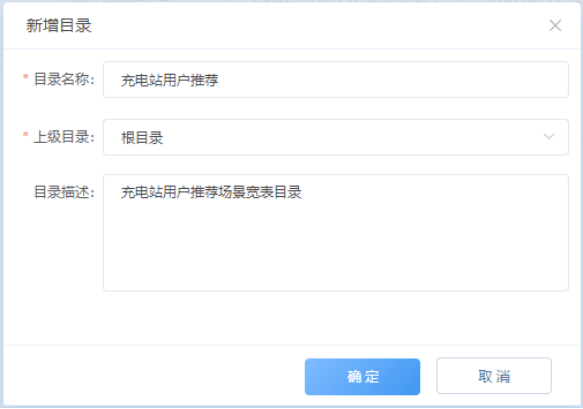 新增目录
* 目录名称: 充电站用户推荐
* 上级目录: 根目录
目录描述: 充电站用户推荐场景宽表目录
确定 取消